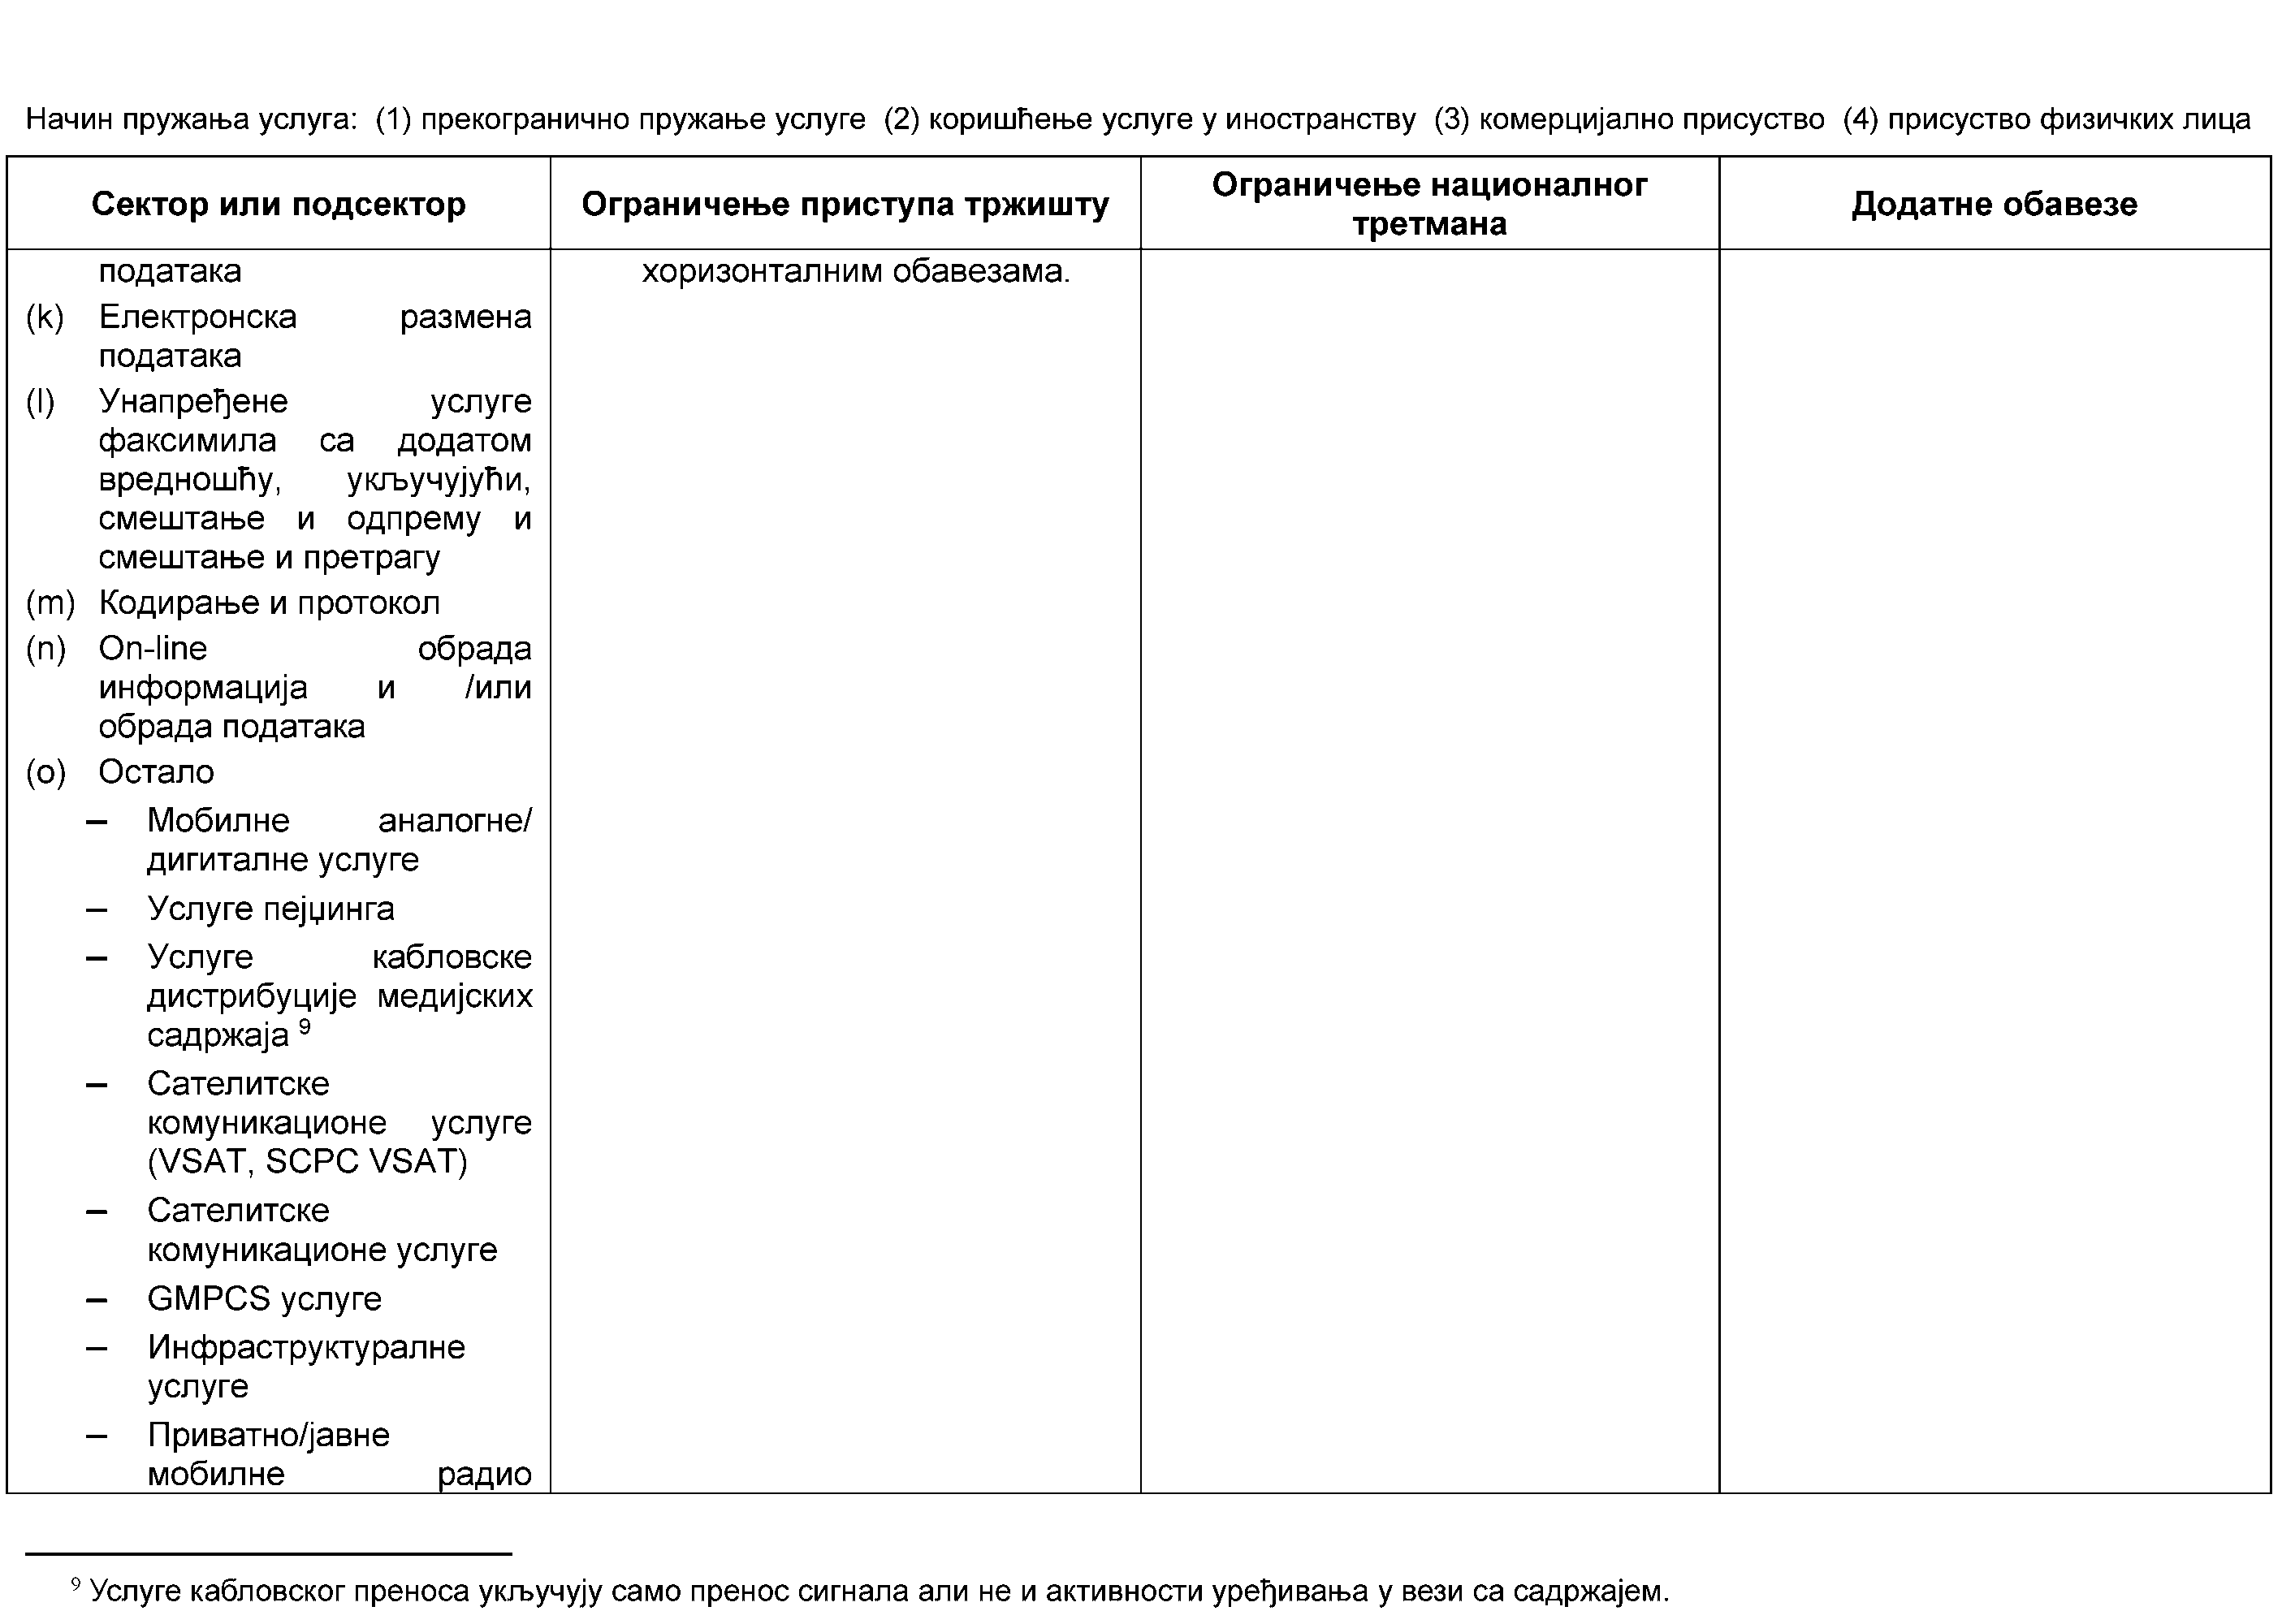 Начин пружања услуга: (1) прекогранично пружање услуге (2) коришћење услуге у иностранству (3) комерцијално присуство (4) присуство физичких лица
Сектор или подсектор
Ограничење приступа тржишту
Ограничење националног
третмана
Додатне обавезе
података
хоризонталним обавезама.
(k) Електронска размена
података
(l) Унапређене услуге
факсимила са додатом
вредношћу, укључујући,
смештање и одпрему и
смештање и претрагу
(m) Кодирање и протокол
(n) On-line обрада
информација и /или
обрада података
(o) Остало
– Мобилне аналогне/
дигиталне услуге
– Услуге пејџинга
– Услуге кабловске
дистрибуције медијских
садржаја 9
– Сателитске
комуникационе услуге
(VSAT, SCPC VSAT)
– Сателитске
комуникационе услуге
– GMPCS услуге
– Инфраструктуралне
услуге
– Приватно/јавне
мобилне радио
9 Услуге кабловског преноса укључују само пренос сигнала али не и активности уређивања у вези са садржајем.